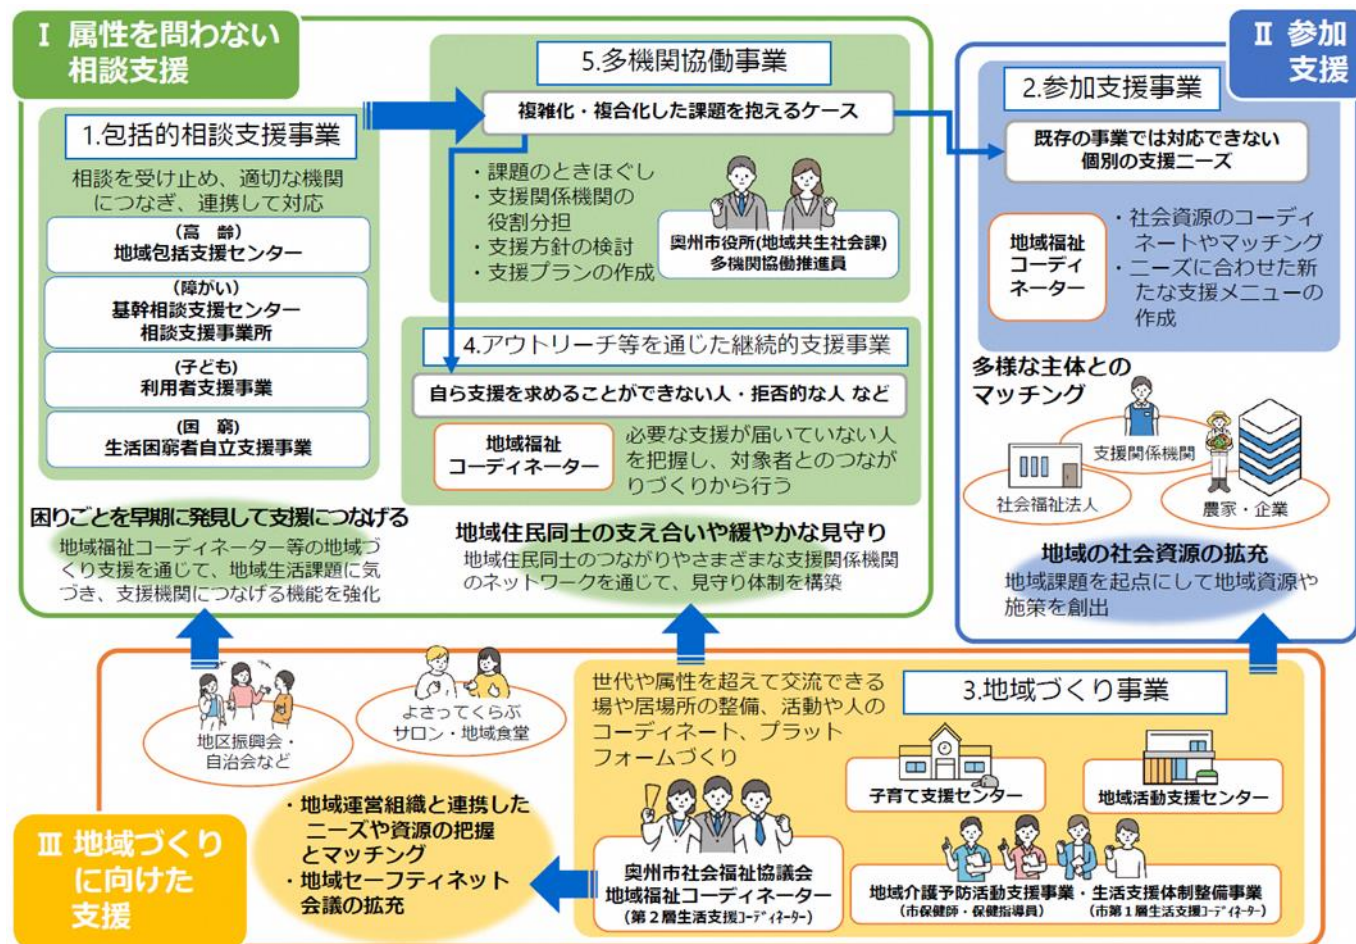 Ⅰ 属性を問わない
相談支援
1.包括的相談支援事業
相談を受け止め、適切な機関
につなぎ、連携して対応
(高　齢)
地域包括支援センター
(障がい)
基幹相談支援センター
相談支援事業所
(子ども)
利用者支援事業
(困　窮)
生活困窮者自立支援事業
困りごとを早期に発見して支援につなげる
地域福祉コーディネーター等の地域づ
くり支援を通じて、地域生活課題に気
づき、支援機関につなげる機能を強化
5.多機関協働事業
複雑化・複合化した課題を抱えるケース
・課題のときほぐし
・支援関係機関の
役割分担
・支援方針の検討
・支援プランの作成
奥州市役所(地域共生社会課)
多機関協働推進員
4.アウトリーチ等を通じた継続的支援事業
自ら支援を求めることができない人・拒否的な人 など
地域福祉
コーディネーター
必要な支援が届いていない人
を把握し、対象者とのつなが
りづくりから行う
地域住民同士の支え合いや緩やかな見守り
地域住民同士のつながりやさまざまな支援関係機関
のネットワークを通じて、見守り体制を構築
Ⅱ 参加
支援
2.参加支援事業
既存の事業では対応できない
個別の支援ニーズ
地域福祉
コーディ
ネーター
・社会資源のコーディ
ネートやマッチング
・ニーズに合わせた新
たな支援メニューの
作成
多様な主体との
マッチング
支援関係機関
社会福祉法人
農家・企業
地域の社会資源の拡充
地域課題を起点にして地域資源や
施策を創出
Ⅲ 地域づくり
に向けた
支援
地区振興会・
自治会など
よさってくらぶ
サロン・地域食堂
・地域運営組織と連携した
ニーズや資源の把握
とマッチング
・地域セーフティネット
会議の拡充
世代や属性を超えて交流できる
場や居場所の整備、活動や人の
コーディネート、プラット
フォームづくり
3.地域づくり事業
奥州市社会福祉協議会
地域福祉コーディネーター
(第２層生活支援ｺｰﾃﾞｨﾈｰﾀｰ)
子育て支援センター
地域活動支援センター
地域介護予防活動支援事業・生活支援体制整備事業
(市保健師・保健指導員)　(市第１層生活支援ｺｰﾃﾞｨﾈｰﾀｰ)